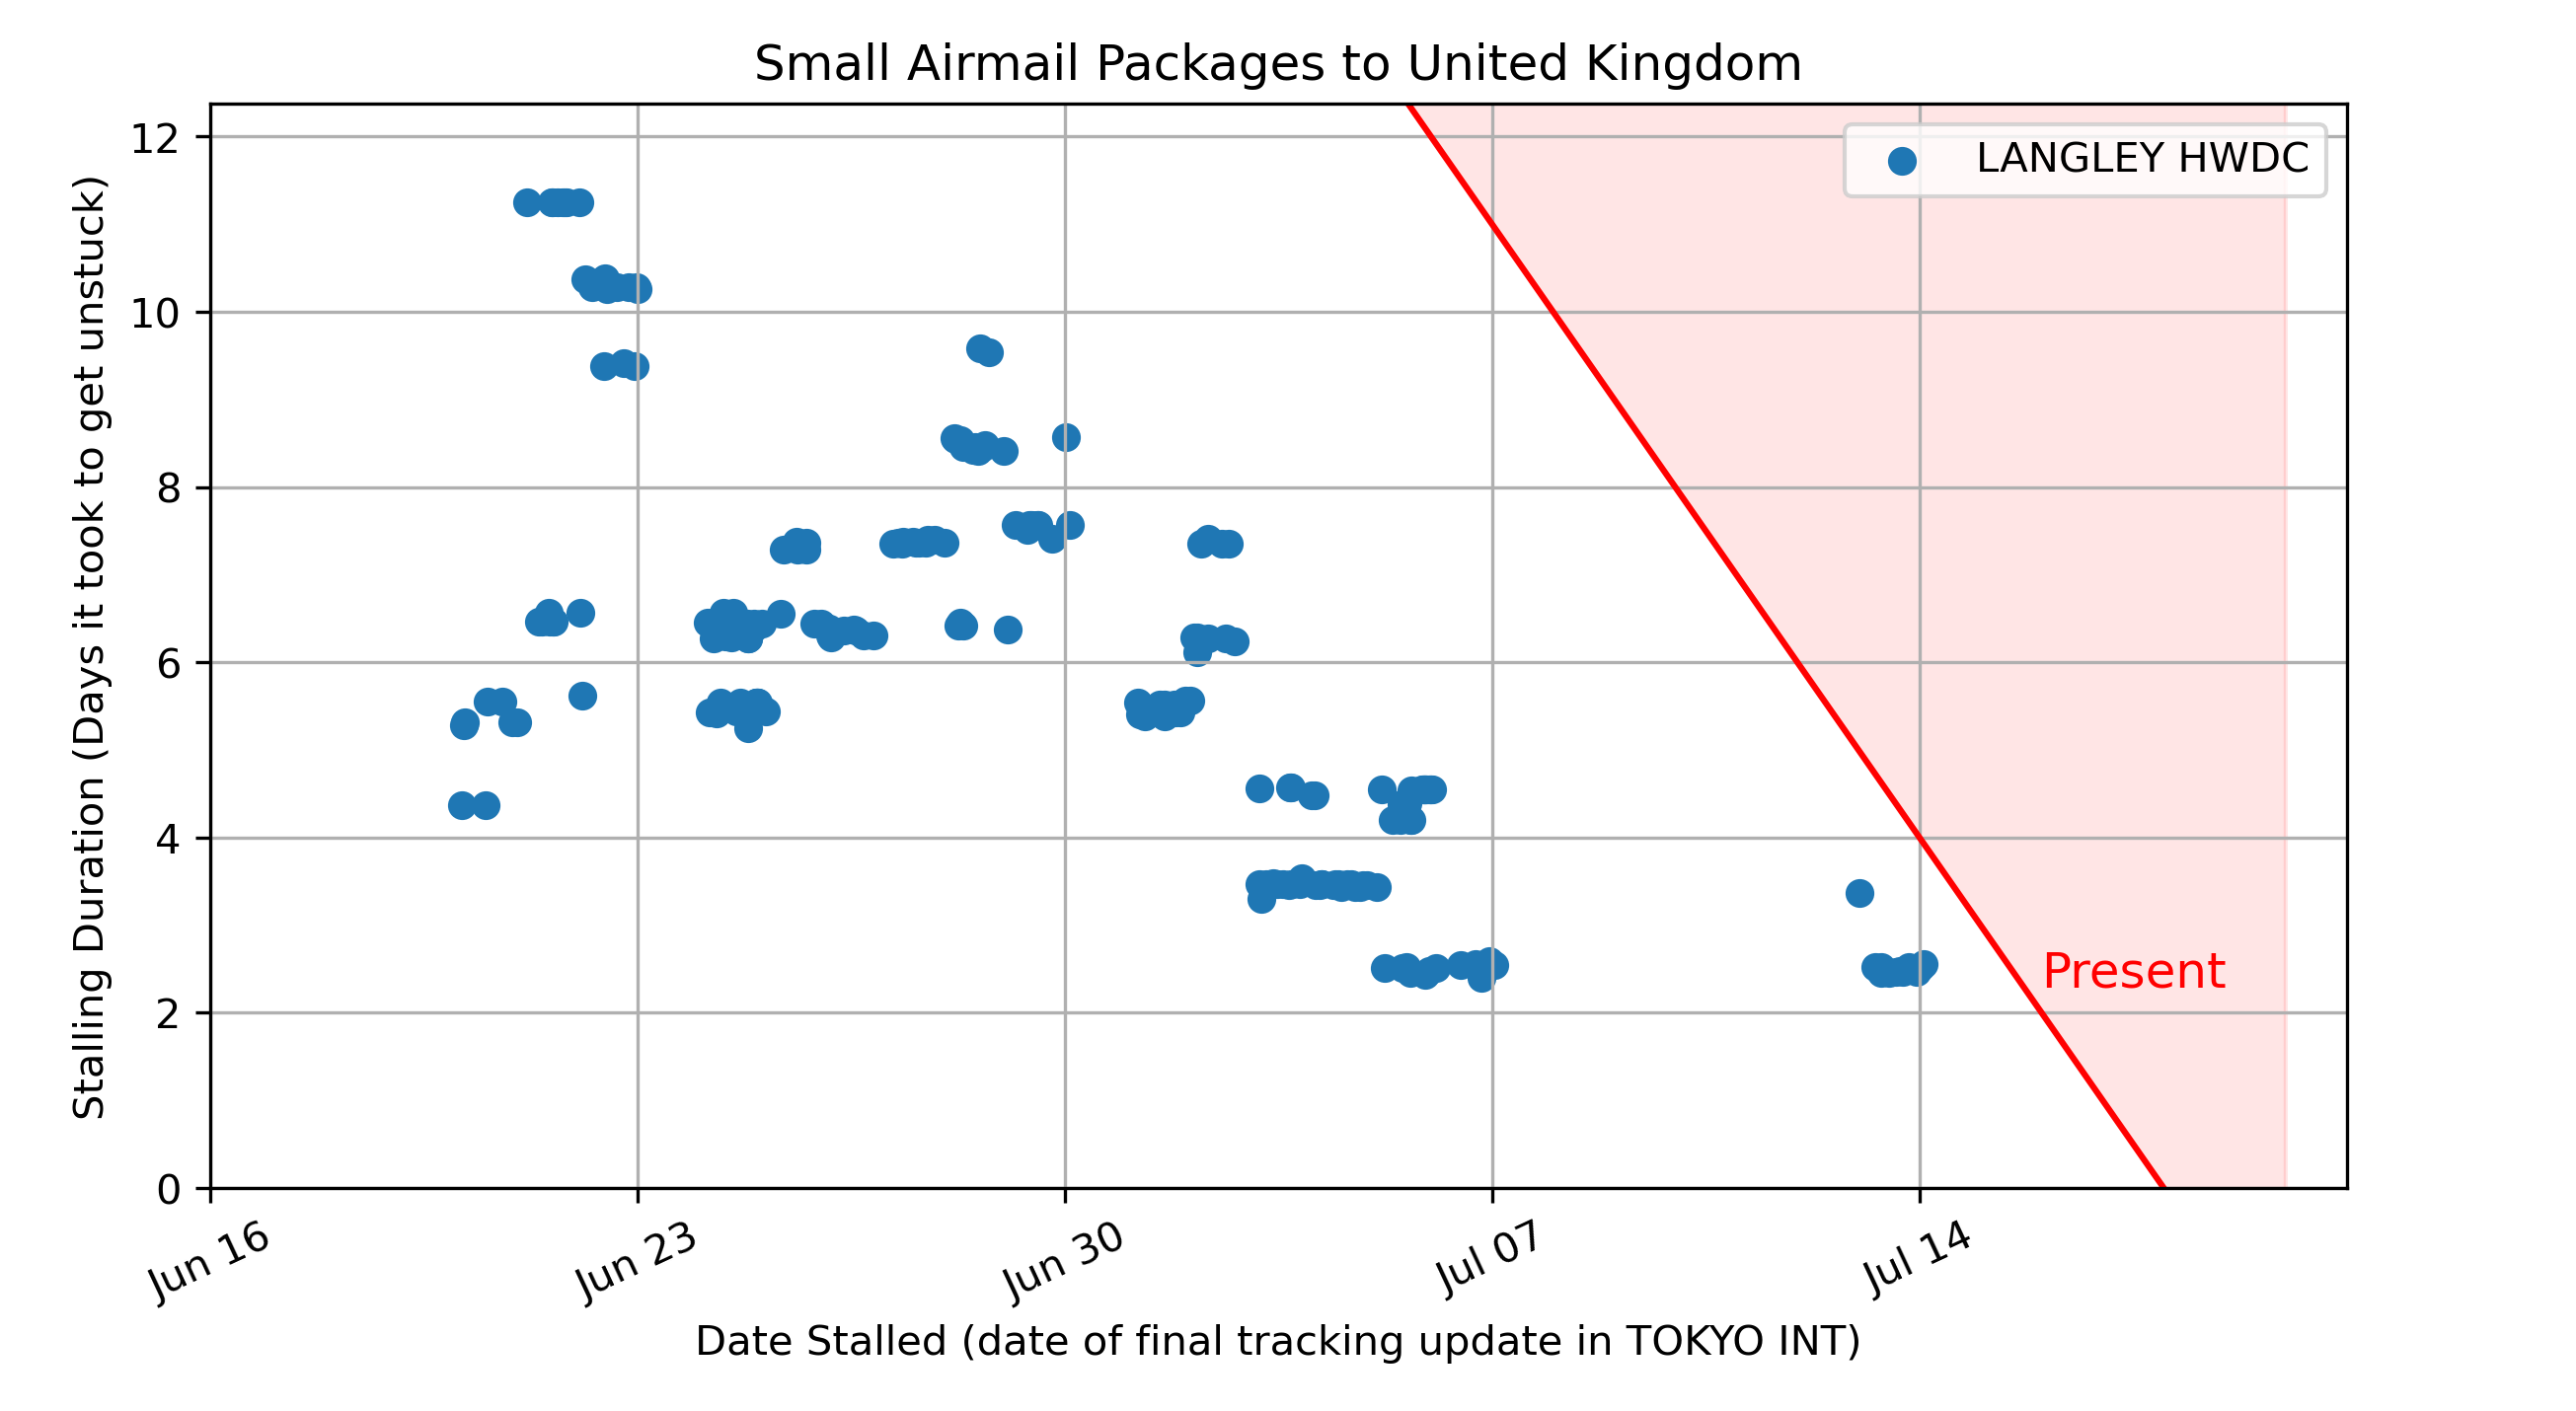 Small Airmail Packages to United Kingdom
LANGLEY HWDC
Present
Stalling Duration (Days it took to get unstuck)
12
10
8
6
4
2
0
Jun 16
Jun 23
Jun 30
Jul 07
Jul 14
Date Stalled (date of final tracking update in TOKYO INT)